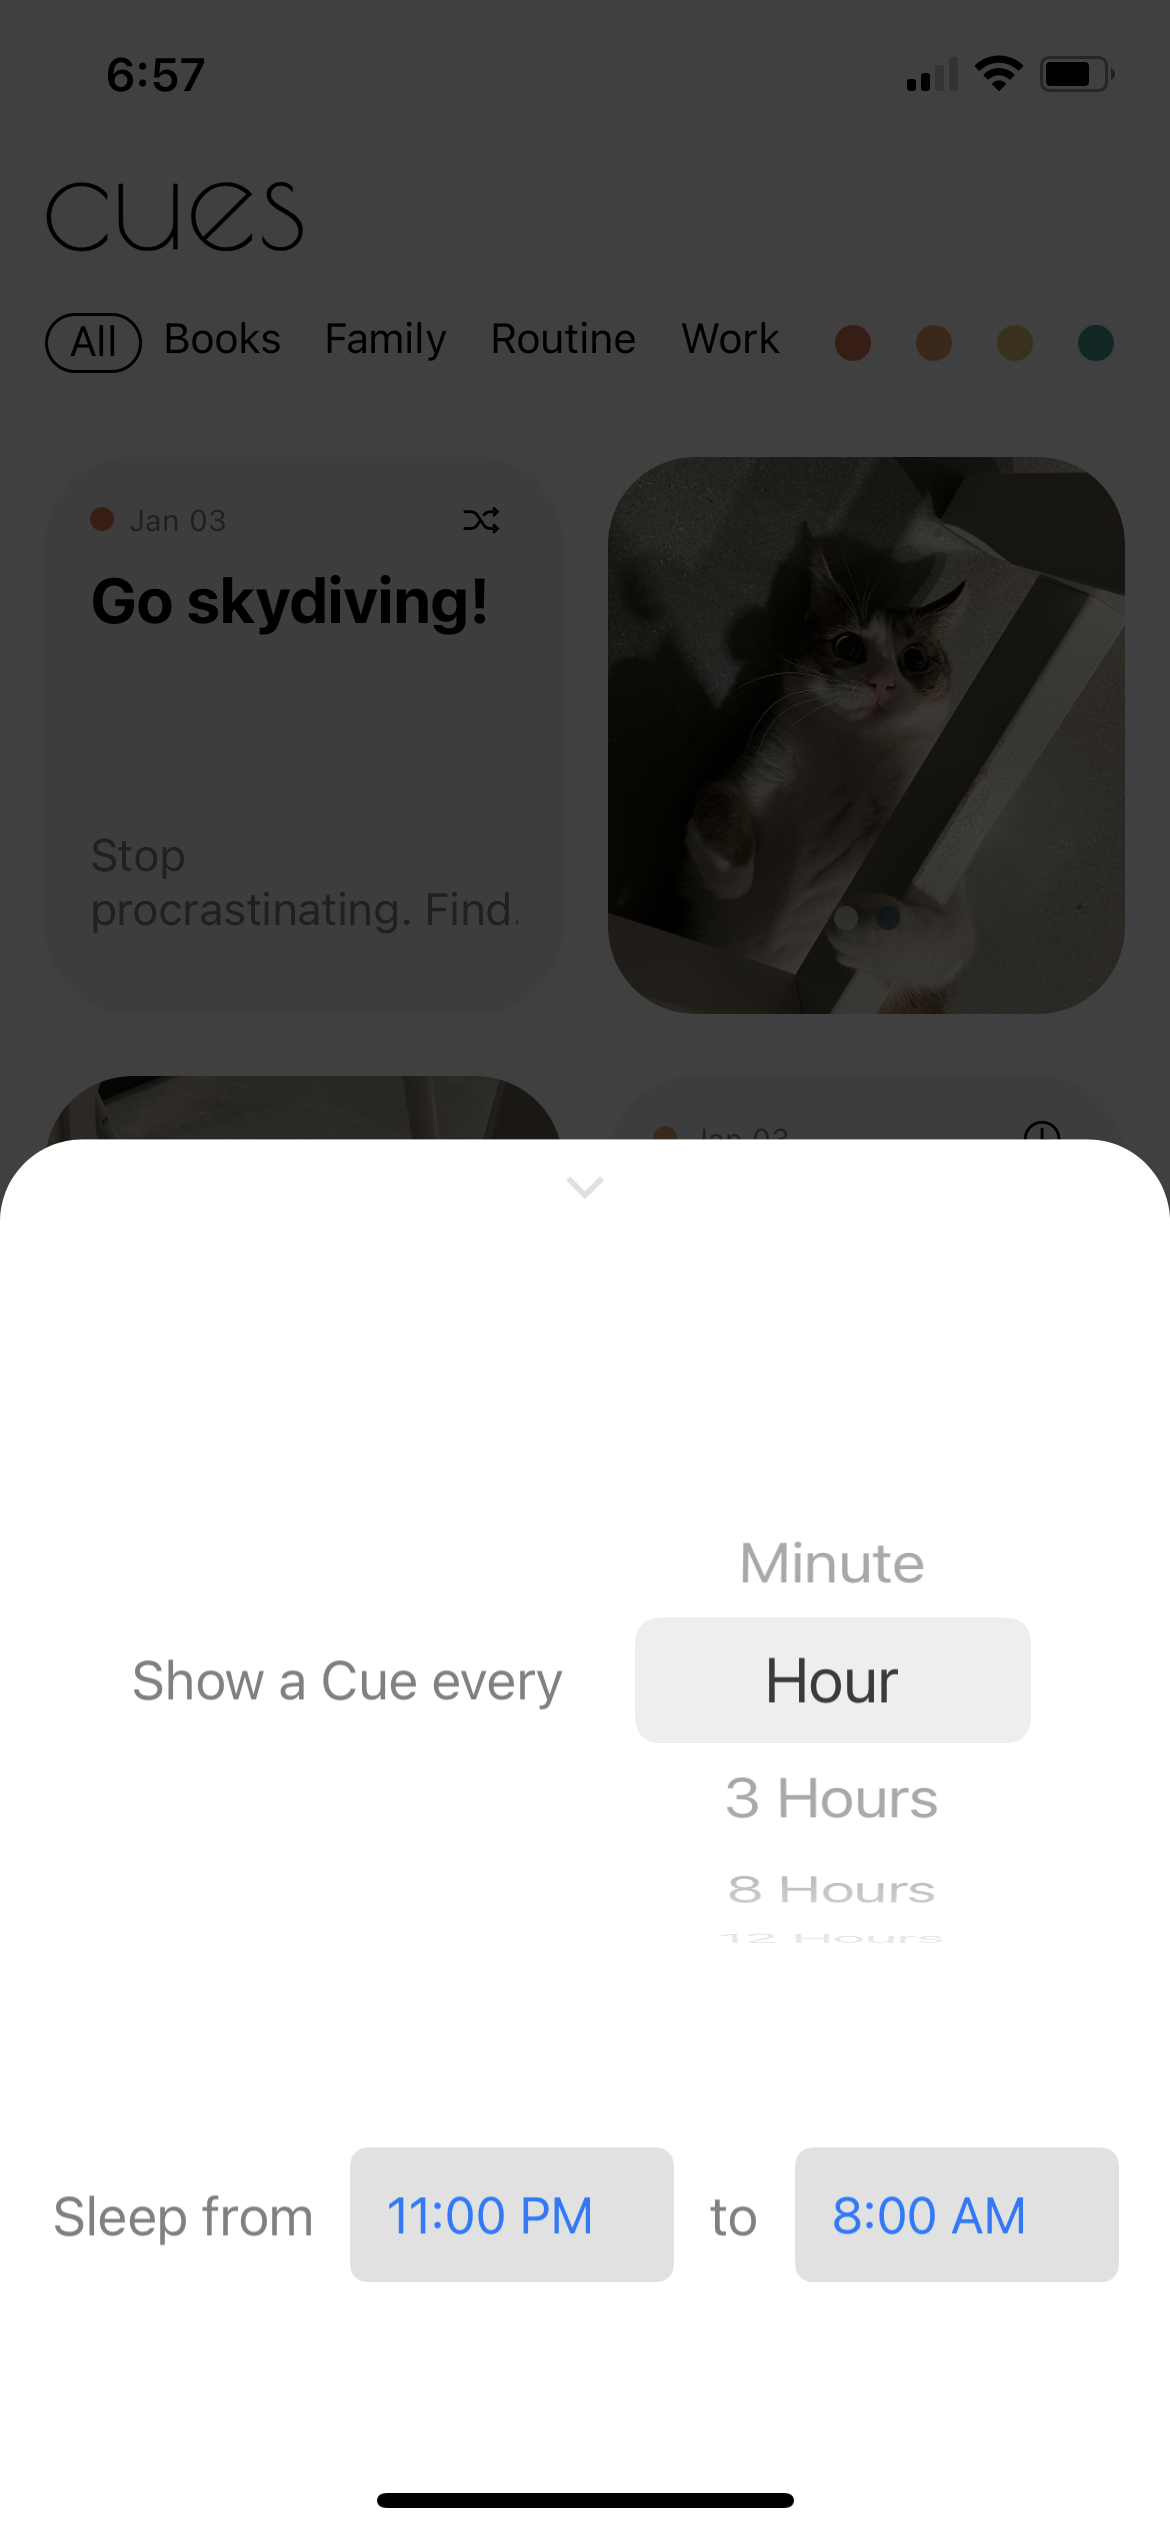 6:57
cues
All Books Family Routine Work
Jan 03
Go skydiving!
Stop
procrastinating. Find.
Jan 03
Minute
Show a Cue every Hour
3 Hours
8 Hours
12 Hours
Sleep from 11:00 PM to 8:00 AM